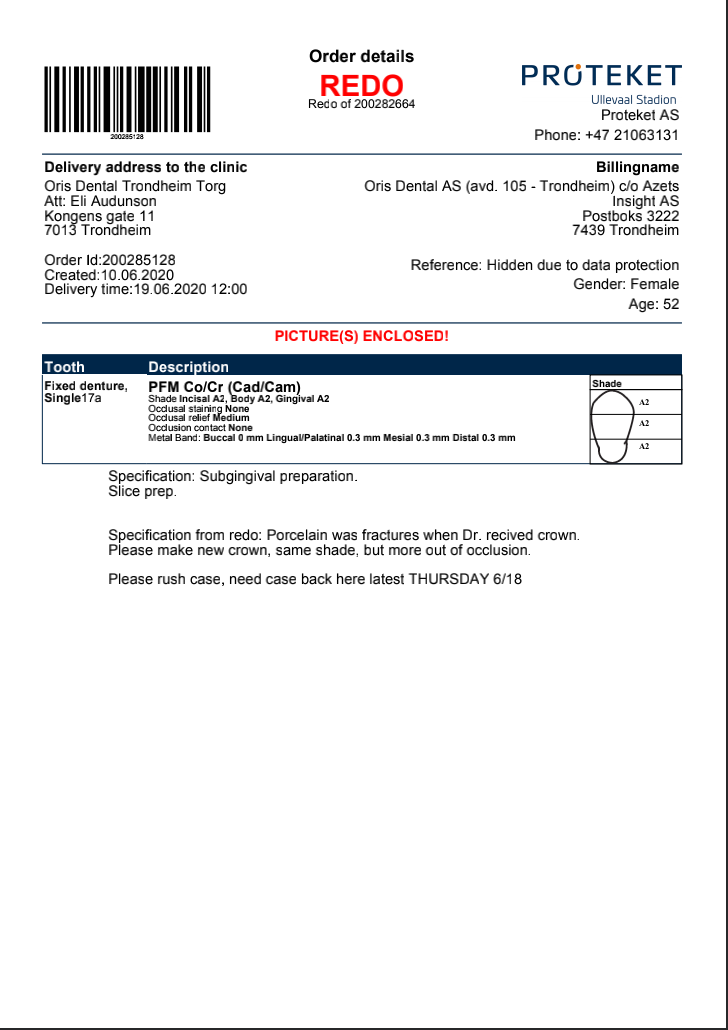 Order details
REDO
Redo of 200282664
200285128
PROTEKET
Ullevaal Stadion
Proteket AS
Phone: +47 21063131
Delivery address to the clinic
Oris Dental Trondheim Torg
Att: Eli Audunson
Kongens gate 11
7013 Trondheim
Billingname
Oris Dental AS (avd. 105 - Trondheim) c/o Azets
Insight AS
Postboks 3222
7439 Trondheim
Order Id:200285128
Created:10.06.2020
Delivery time:19.06.2020 12:00
Reference: Hidden due to data protection
Gender: Female
Age: 52
PICTURE(S) ENCLOSED!
Tooth Description
Fixed denture,
Single17a
PFM Co/Cr (Cad/Cam)
Shade Incisal A2, Body A2, Gingival A2
Occlusal staining None
Occlusal relief Medium
Occlusion contact None
Metal Band: Buccal 0 mm Lingual/Palatinal 0.3 mm Mesial 0.3 mm Distal 0.3 mm
Shade
A2
A2
A2
Specification: Subgingival preparation.
Slice prep.
Specification from redo: Porcelain was fractures when Dr. recived crown.
Please make new crown, same shade, but more out of occlusion.
Please rush case, need case back here latest THURSDAY 6/18